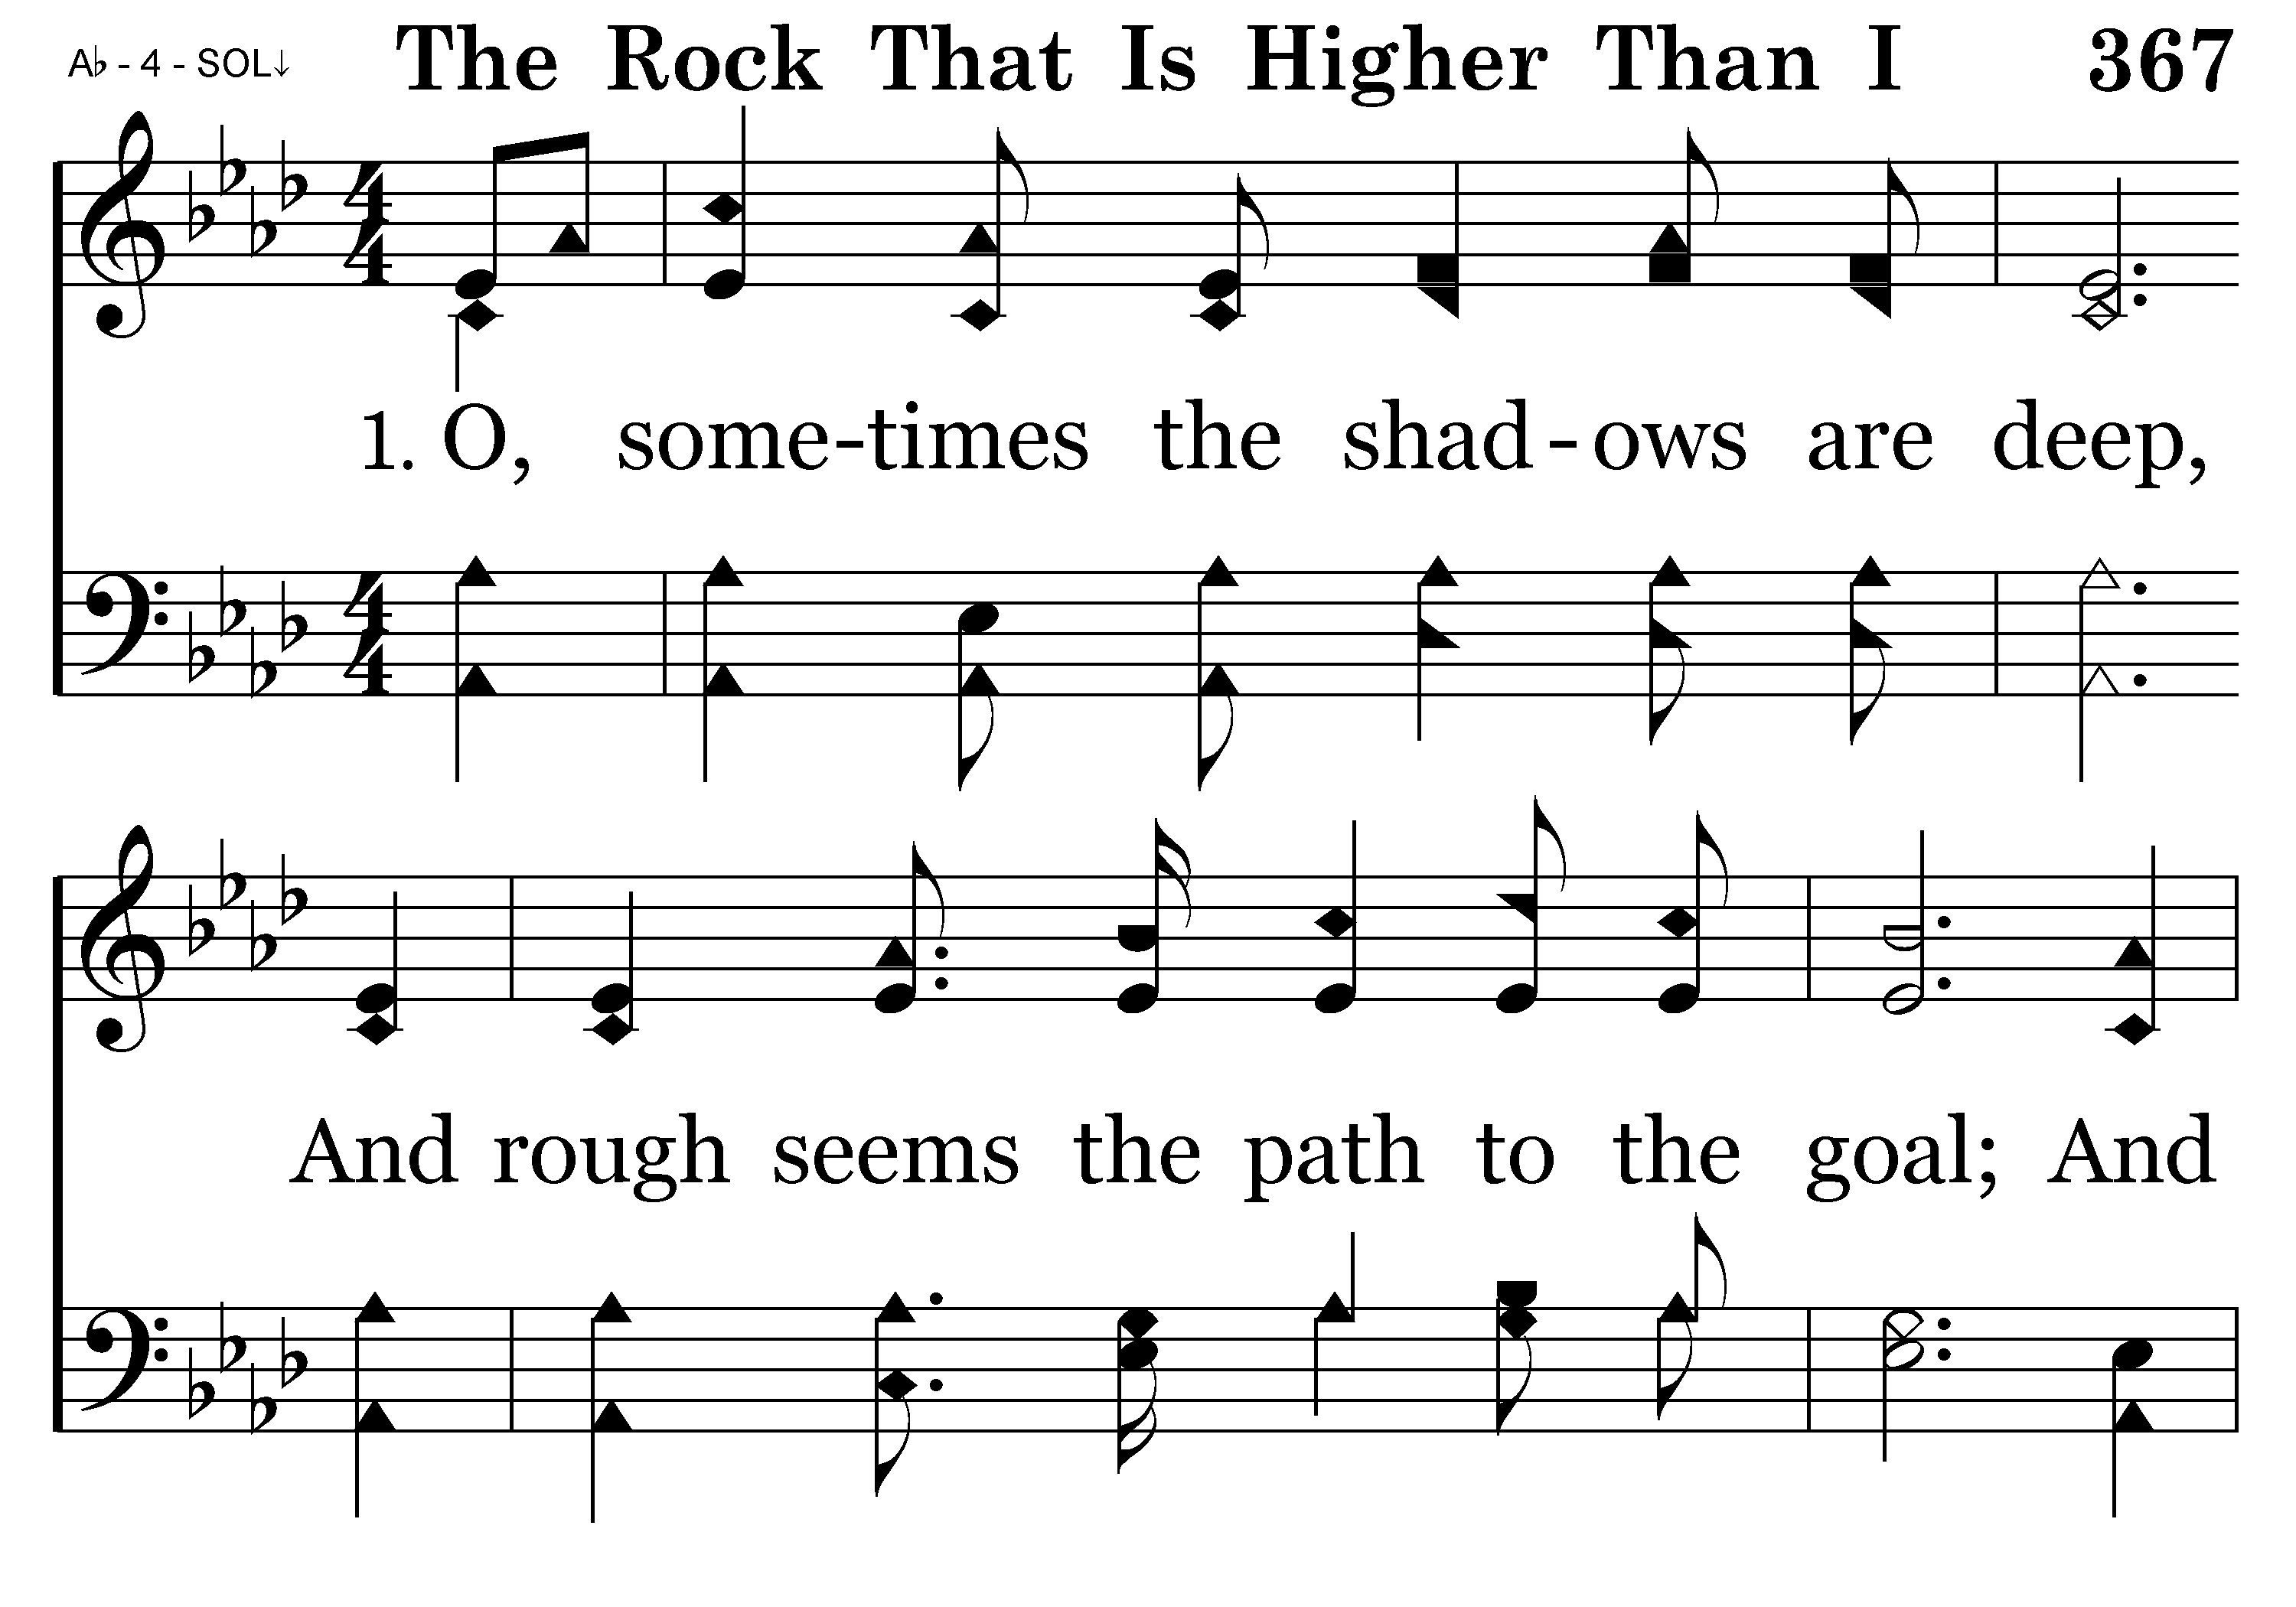 A♭ - 4 - SOL↓ The Rock That Is Higher Than I 367
1. O, some-times the shad-ows are deep,
And rough seems the path to the goal; And